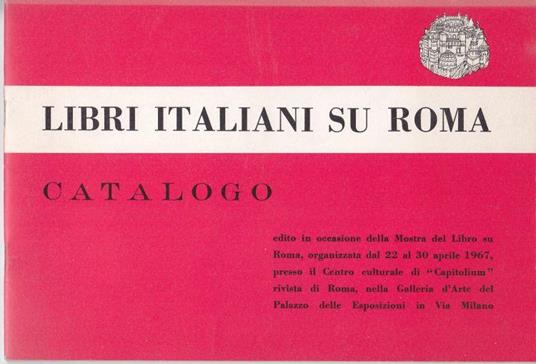 LIBRI ITALIANI SU ROMA
CATALOGO
edito in occasione della Mostra del Libro su
Roma, organizzata dal 22 al 30 aprile 1967,
presso il Centro culturale di "Capitolium"
rivista di Roma, nella Galleria d'Arte del
Palazzo delle Esposizioni in Via Milano